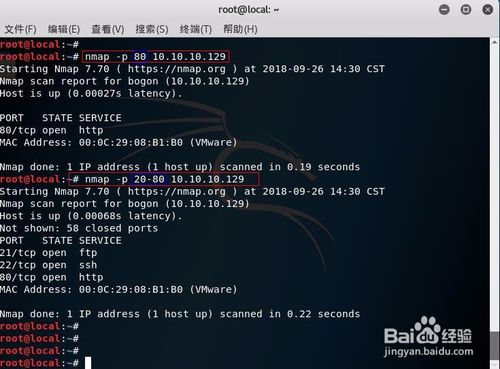 root@local:~
文件(F) 编辑(E) 查看(V) 搜索(S) 终端(T) 帮助(H)
root@local:~#
root@local:~# nmap -p 80 10.10.10.129
Starting Nmap 7.70 ( https://nmap.org ) at 2018-09-26 14:30 CST
Nmap scan report for bogon (10.10.10.129)
Host is up (0.00027s latency).
PORT   STATE SERVICE
80/tcp open  http
MAC Address: 00:0C:29:08:B1:B0 (VMware)
Nmap done: 1 IP address (1 host up) scanned in 0.19 seconds
root@local:~# nmap -p 20-80 10.10.10.129
Starting Nmap 7.70 ( https://nmap.org ) at 2018-09-26 14:30 CST
Nmap scan report for bogon (10.10.10.129)
Host is up (0.00068s latency).
Not shown: 58 closed ports
PORT   STATE SERVICE
21/tcp open  ftp
22/tcp open  ssh
80/tcp open  http
MAC Address: 00:0C:29:08:B1:B0 (VMware)
Nmap done: 1 IP address (1 host up) scanned in 0.22 seconds
root@local:~#
root@local:~#
root@local:~#
root@local:~#
Baidu经验
jingyan.baidu.com